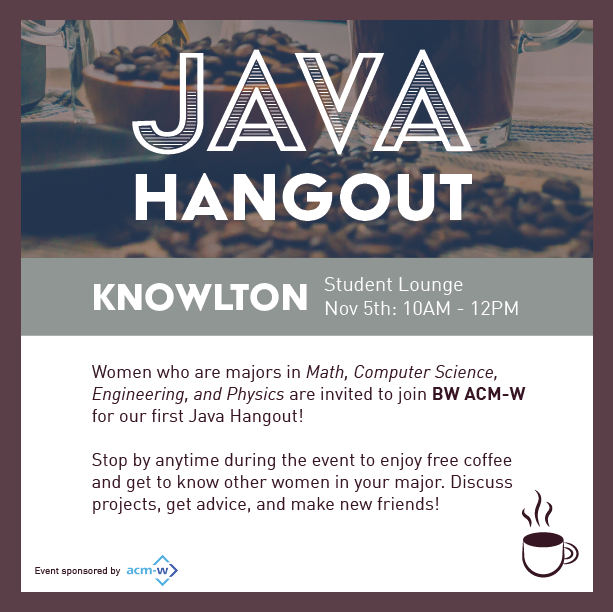 JAVA
HANGOUT
KNOWLTON
Student Lounge
Nov 5th: 10AM - 12PM
Women who are majors in Math, Computer Science,
Engineering, and Physics are invited to join BW ACM-W
for our first Java Hangout!
Stop by anytime during the event to enjoy free coffee
and get to know other women in your major. Discuss
projects, get advice, and make new friends!
Event sponsored by acm-w